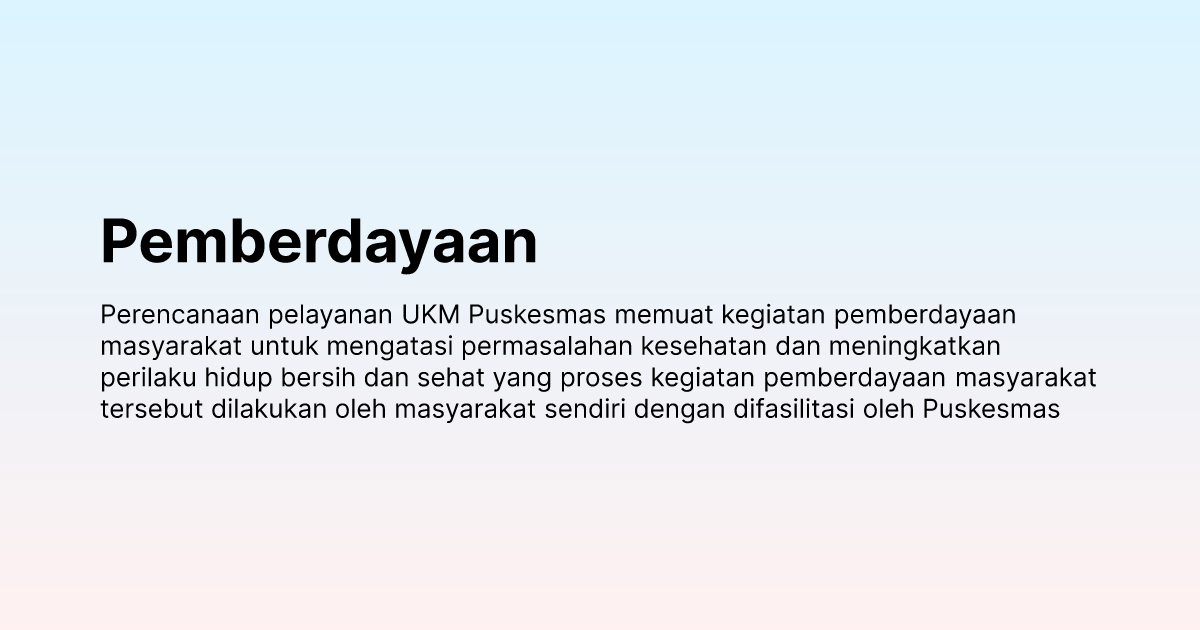 Pemberdayaan
Perencanaan pelayanan UKM Puskesmas memuat kegiatan pemberdayaan
masyarakat untuk mengatasi permasalahan kesehatan dan meningkatkan
perilaku hidup bersih dan sehat yang proses kegiatan pemberdayaan masyarakat
tersebut dilakukan oleh masyarakat sendiri dengan difasilitasi oleh Puskesmas